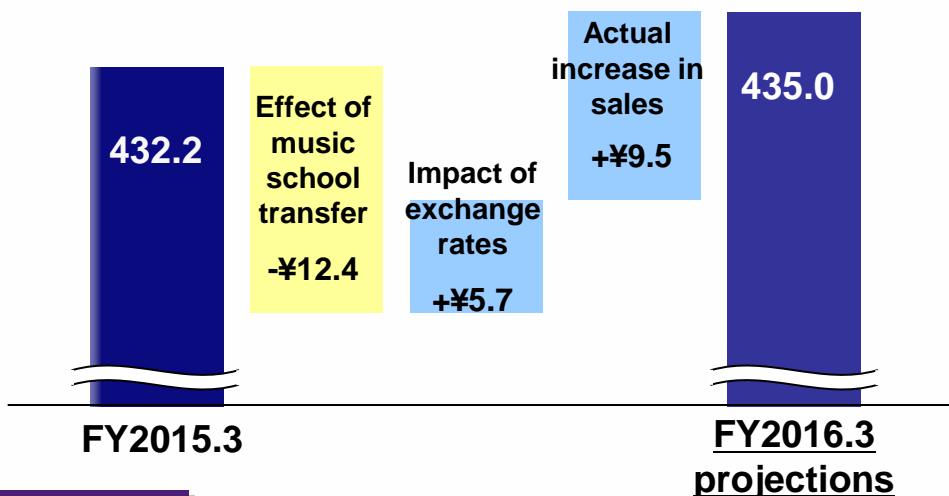 432.2
Effect of
music
school
transfer
-¥12.4
Impact of
exchange
rates
+¥5.7
Actual
increase in
sales
+¥9.5
435.0
FY2015.3
FY2016.3
projections